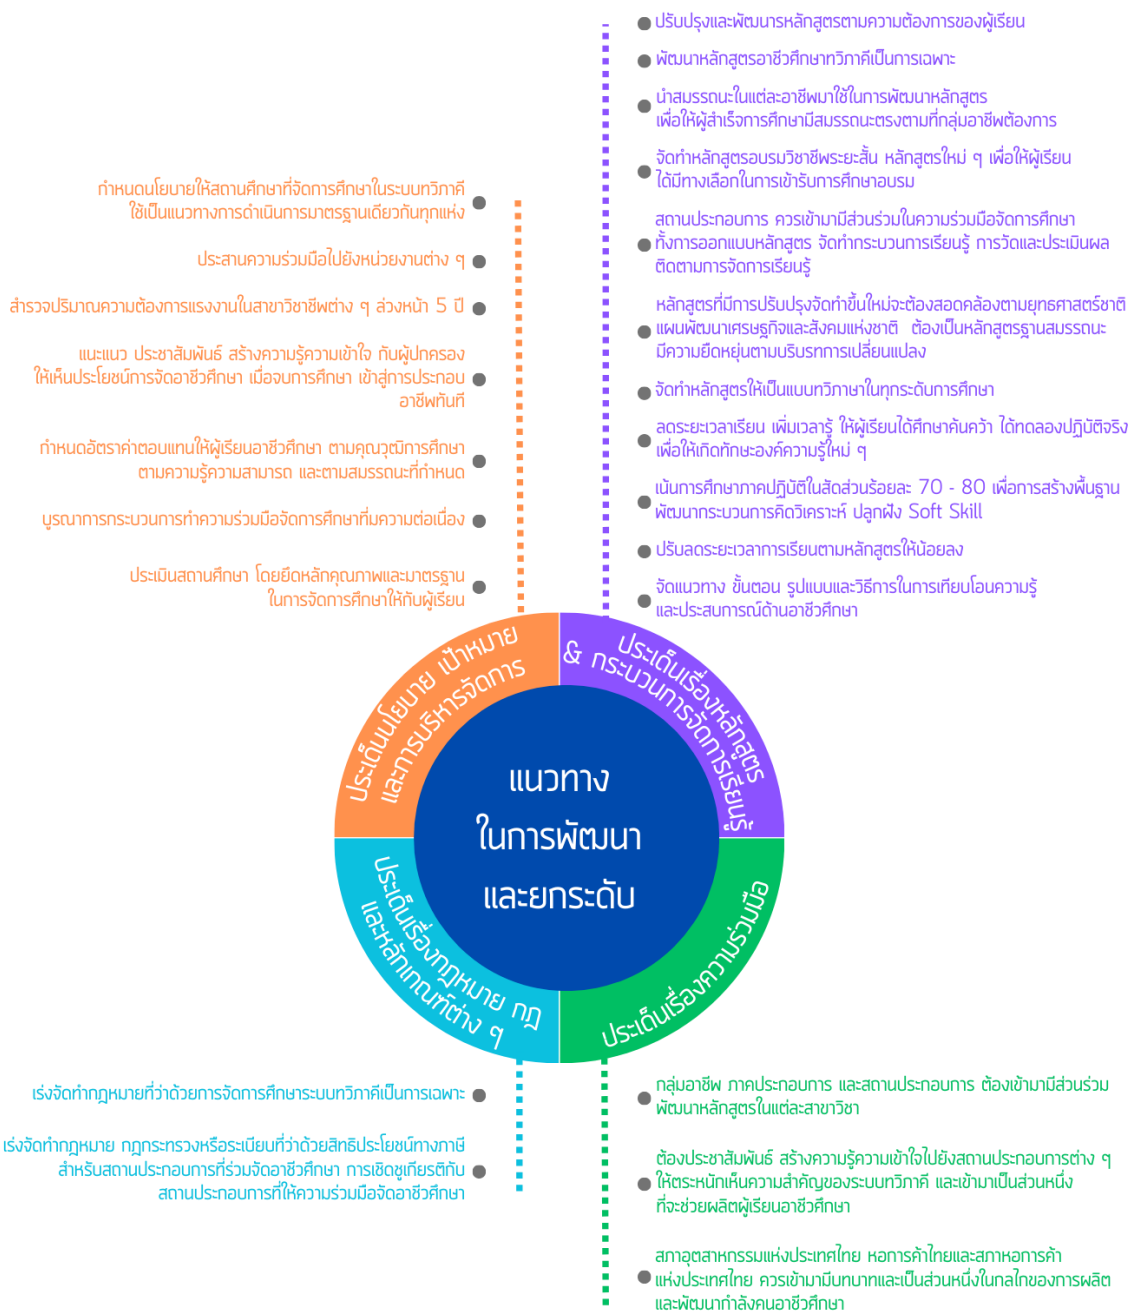 ปรับปรุงและพัฒนารหลักสูตรตามความต้องการของผู้เรียน
พัฒนาหลักสูตรอาชีวศึกษาทวิภาคีเป็นการเฉพาะ
นำสมรรถนะในแต่ละอาชีพมาใช้ในการพัฒนาหลักสูตร
เพื่อให้ผู้สำเร็จการศึกษามีสมรรถนะตรงตามที่กลุ่มอาชีพต้องการ
จัดทำหลักสูตรอบรมวิชาชีพระยะสั้น หลักสูตรใหม่ ๆ เพื่อให้ผู้เรียน
ได้มีทางเลือกในการเข้ารับการศึกษาอบรม
สถานประกอบการ ควรเข้ามามีส่วนร่วมในความร่วมมือจัดการศึกษา
ทั้งการออกแบบหลักสูตร จัดทำกระบวนการเรียนรู้ การวัดและประเมินผล
ติดตามการจัดการเรียนรู้
หลักสูตรที่มีการปรับปรุงจัดทำขึ้นใหม่จะต้องสอดคล้องตามยุทธศาสตร์ชาติ
แผนพัฒนาเศรษฐกิจและสังคมแห่งชาติ ต้องเป็นหลักสูตรฐานสมรรถนะ
มีความยืดหยุ่นตามบริบรทการเปลี่ยนแปลง
จัดทำหลักสูตรให้เป็นแบบทวิภาษาในทุกระดับการศึกษา
ลดระยะเวลาเรียน เพิ่มเวลารู้ ให้ผู้เรียนได้ศึกษาค้นคว้า ได้ทดลองปฏิบัติจริง
เพื่อให้เกิดทักษะองค์ความรู้ใหม่ ๆ
เน้นการศึกษาภาคปฏิบัติในสัดส่วนร้อยละ 70 - 80 เพื่อการสร้างพื้นฐาน
พัฒนากระบวนการคิดวิเคราะห์ ปลูกฝัง Soft Skill
ปรับลดระยะเวลาการเรียนตามหลักสูตรให้น้อยลง
จัดแนวทาง ขั้นตอน รูปแบบและวิธีการในการเทียบโอนความรู้
และประสบการณ์ด้านอาชีวศึกษา
กำหนดนโยบายให้สถานศึกษาที่จัดการศึกษาในระบบทวิภาคี
ใช้เป็นแนวทางการดำเนินการมาตรฐานเดียวกันทุกแห่ง
ประสานความร่วมมือไปยังหน่วยงานต่าง ๆ
สำรวจปริมาณความต้องการแรงงานในสาขาวิชาชีพต่าง ๆ ล่วงหน้า 5 ปี
แนะแนว ประชาสัมพันธ์ สร้างความรู้ความเข้าใจ กับผู้ปกครอง
ให้เห็นประโยชน์การจัดอาชีวศึกษา เมื่อจบการศึกษา เข้าสู่การประกอบ
อาชีพทันที
กำหนดอัตราค่าตอบแทนให้ผู้เรียนอาชีวศึกษา ตามคุณวุฒิการศึกษา
ตามความรู้ความสามารถ และตามสมรรถนะที่กำหนด
บูรณาการกระบวนการทำความร่วมมือจัดการศึกษาที่มความต่อเนื่อง
ประเมินสถานศึกษา โดยยึดหลักคุณภาพและมาตรฐาน
ในการจัดการศึกษาให้กับผู้เรียน
ประเด็นนโยบาย เป้าหมาย
และการบริหารจัดการ
ประเด็นเรื่องหลักสูตร
& กระบวนการจัดการเรียนรู้
แนวทาง
ในการพัฒนา
และยกระดับ
ประเด็นเรื่องกฎหมาย กฎ
และหลักเกณฑ์ต่าง ๆ
ประเด็นเรื่องความร่วมมือ
เร่งจัดทำกฎหมายที่ว่าด้วยการจัดการศึกษาระบบทวิภาคีเป็นการเฉพาะ
เร่งจัดทำกฎหมาย กฎกระทรวงหรือระเบียบที่ว่าด้วยสิทธิประโยชน์ทางภาษี
สำหรับสถานประกอบการที่ร่วมจัดอาชีวศึกษา การเชิดชูเกียรติกับ
สถานประกอบการที่ให้ความร่วมมือจัดอาชีวศึกษา
กลุ่มอาชีพ ภาคประกอบการ และสถานประกอบการ ต้องเข้ามามีส่วนร่วม
พัฒนาหลักสูตรในแต่ละสาขาวิชา
ต้องประชาสัมพันธ์ สร้างความรู้ความเข้าใจไปยังสถานประกอบการต่าง ๆ
ให้ตระหนักเห็นความสำคัญของระบบทวิภาคี และเข้ามาเป็นส่วนหนึ่ง
ที่จะช่วยผลิตผู้เรียนอาชีวศึกษา
สภาอุตสาหกรรมแห่งประเทศไทย หอการค้าไทยและสภาหอการค้า
แห่งประเทศไทย ควรเข้ามามีบทบาทและเป็นส่วนหนึ่งในกลไกของการผลิต
และพัฒนากำลังคนอาชีวศึกษา